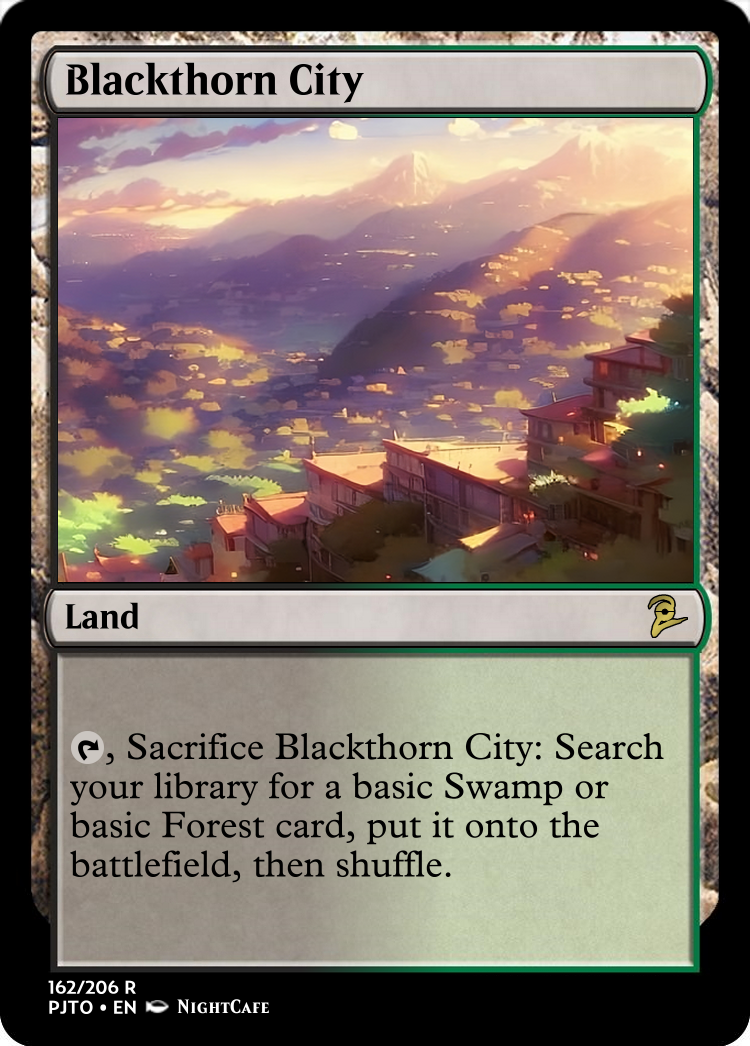 Blackthorn City
Land
, Sacrifice Blackthorn City: Search
your library for a basic Swamp or
basic Forest card, put it onto the
battlefield, then shuffle.
162/206 R
PJTO • EN NightCafe